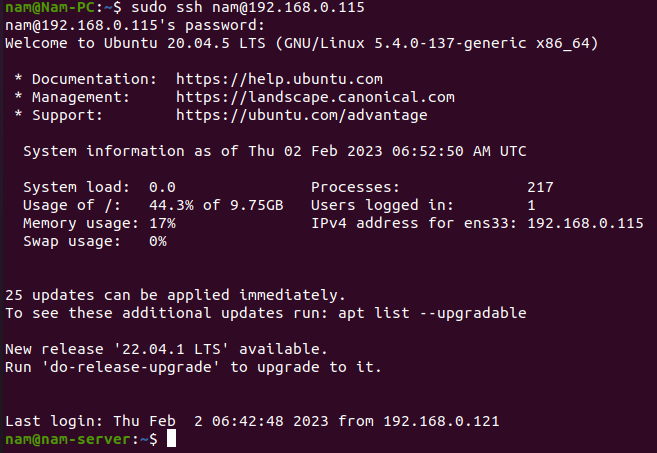 nam@Nam-PC:~$ sudo ssh nam@192.168.0.115
nam@192.168.0.115's password:
Welcome to Ubuntu 20.04.5 LTS (GNU/Linux 5.4.0-137-generic x86_64)

 * Documentation:  https://help.ubuntu.com
 * Management:     https://landscape.canonical.com
 * Support:        https://ubuntu.com/advantage

  System information as of Thu 02 Feb 2023 06:52:50 AM UTC

  System load:  0.0                Processes:              217
  Usage of /:   44.3% of 9.75GB   Users logged in:        1
  Memory usage: 17%               IPv4 address for ens33: 192.168.0.115
  Swap usage:   0%

25 updates can be applied immediately.
To see these additional updates run: apt list --upgradable

New release '22.04.1 LTS' available.
Run 'do-release-upgrade' to upgrade to it.

Last login: Thu Feb  2 06:42:48 2023 from 192.168.0.121
nam@nam-server:~$